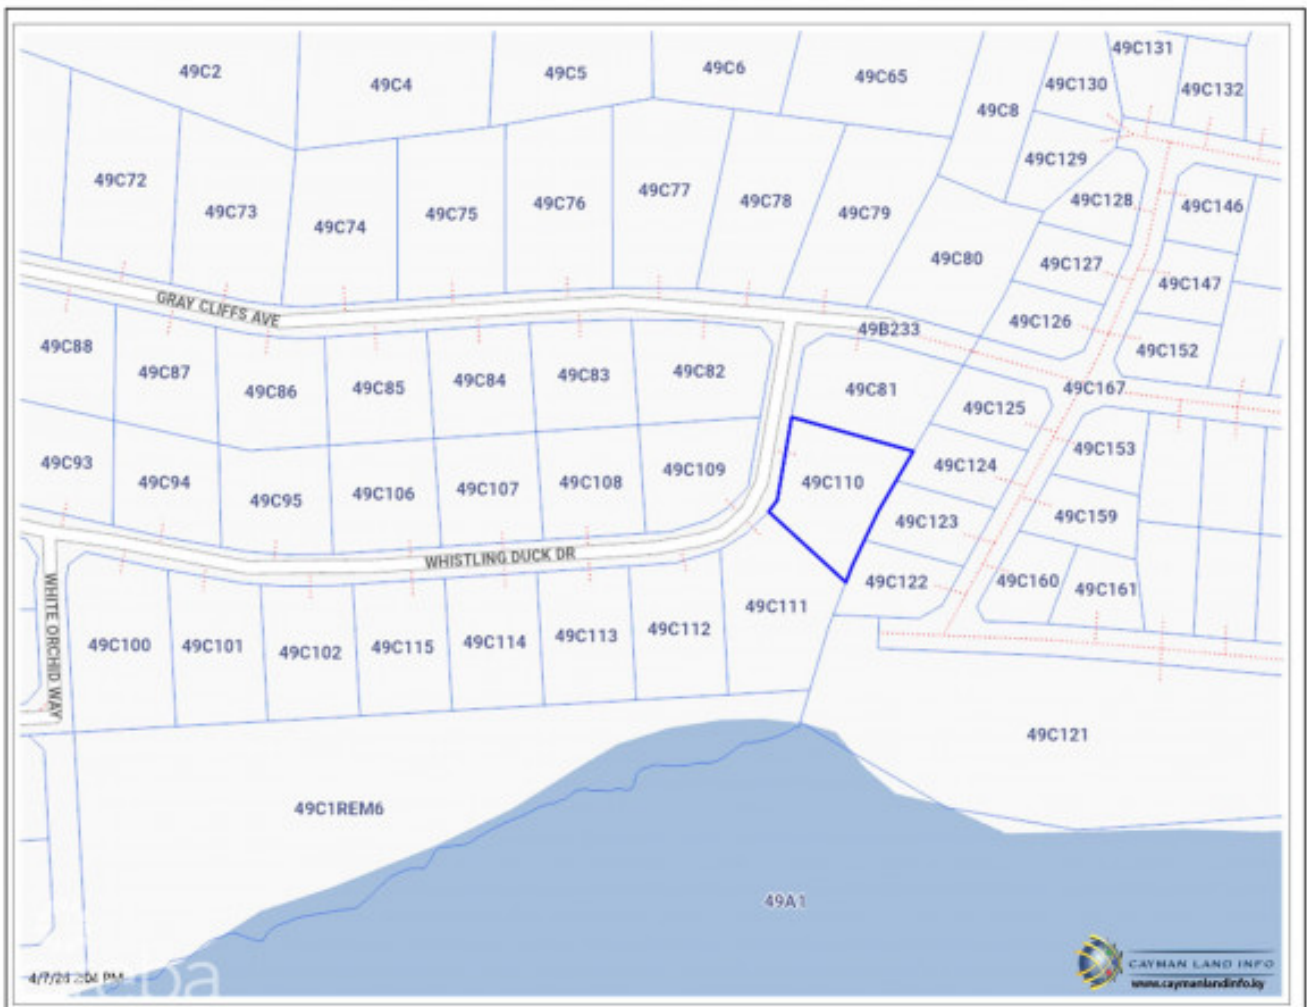 49C131
49C2
49C4
49C5
49C6
49C65
49C130
49C132
49C8
49C129
49C72
49C73
49C74
49C75
49C76
49C77
49C78
49C79
49C128
49C146
49C80
49C127
49C147
49C126
49C152
GRAY CLIFFS AVE
49B233
49C88
49C87
49C86
49C85
49C84
49C83
49C82
49C81
49C167
49C125
49C93
49C94
49C95
49C106
49C107
49C108
49C109
49C110
49C124
49C153
49C123
49C159
WHISTLING DUCK DR
49C122
49C160
49C161
WHITE ORCHID WAY
49C100
49C101
49C102
49C115
49C114
49C113
49C112
49C111
49C121
49C1REM6
49A1
CAYMAN LAND INFO
www.caymanlandinfo.ky